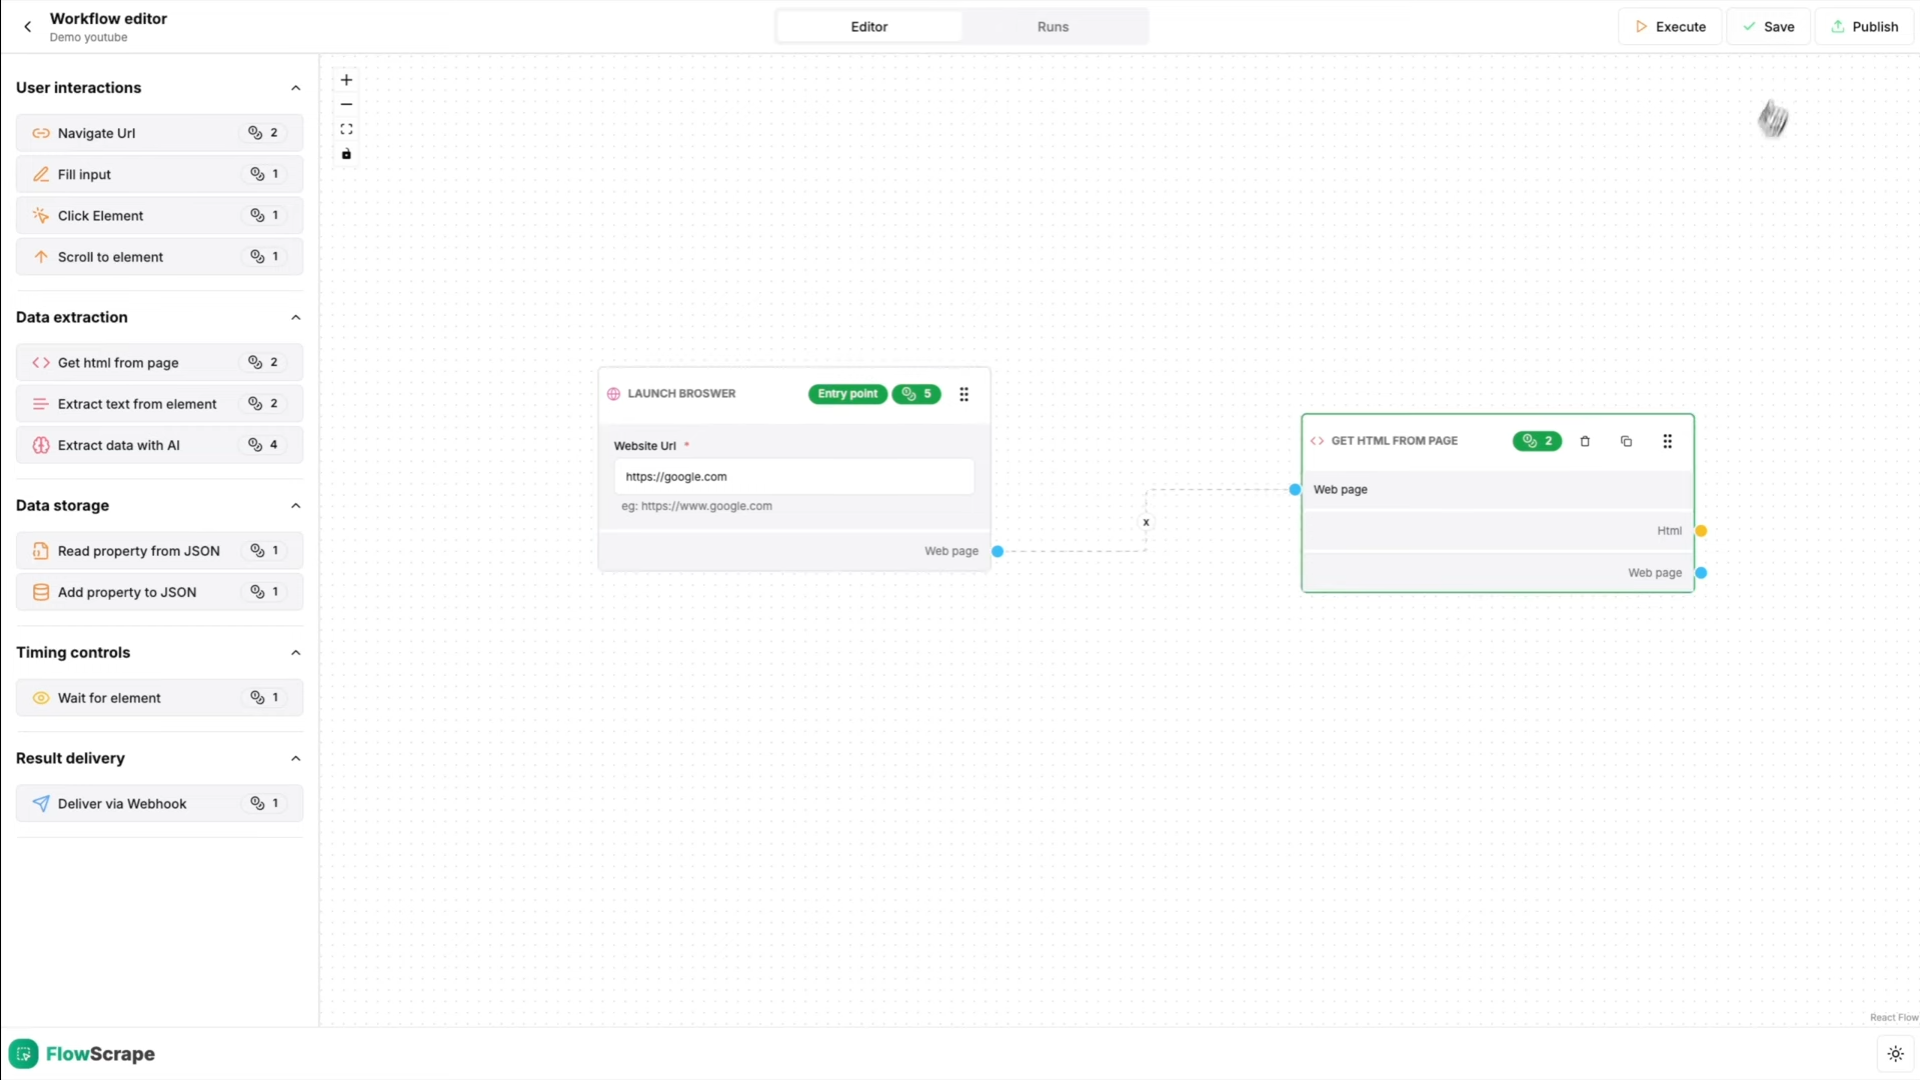 Workflow editor
Demo youtube
Editor
Runs
Execute
Save
Publish
User interactions
Navigate Url 2
Fill input 1
Click Element 1
Scroll to element 1
Data extraction
Get html from page 2
Extract text from element 2
Extract data with AI 4
Data storage
Read property from JSON 1
Add property to JSON 1
Timing controls
Wait for element 1
Result delivery
Deliver via Webhook 1
LAUNCH BROSWER Entry point 5
Website Url *
https://google.com
eg: https://www.google.com
Web page
x
GET HTML FROM PAGE 2
Web page
Html
Web page
React Flow
FlowScrape